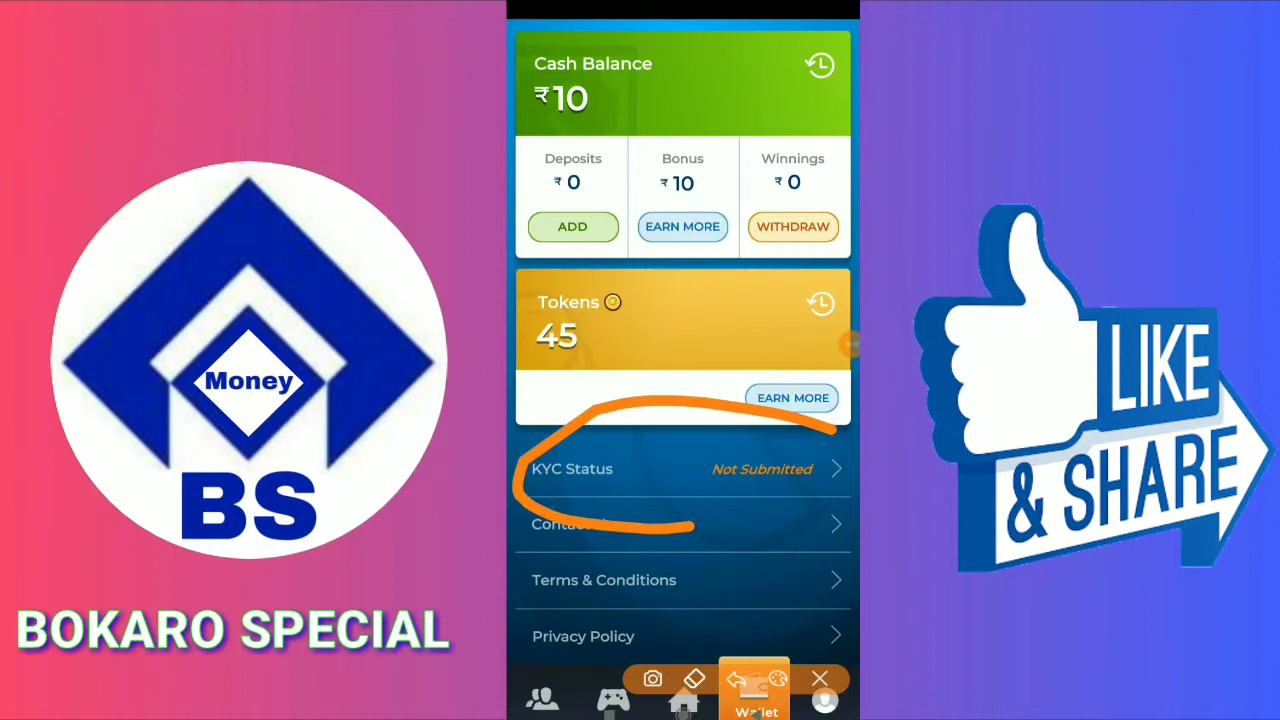 Money
BS
BOKARO SPECIAL
Cash Balance
₹10
Deposits
₹ 0
ADD
Bonus
₹ 10
EARN MORE
Winnings
₹ 0
WITHDRAW
Tokens
45
EARN MORE
KYC Status Not Submitted
Terms & Conditions
Privacy Policy
LIKE
& SHARE